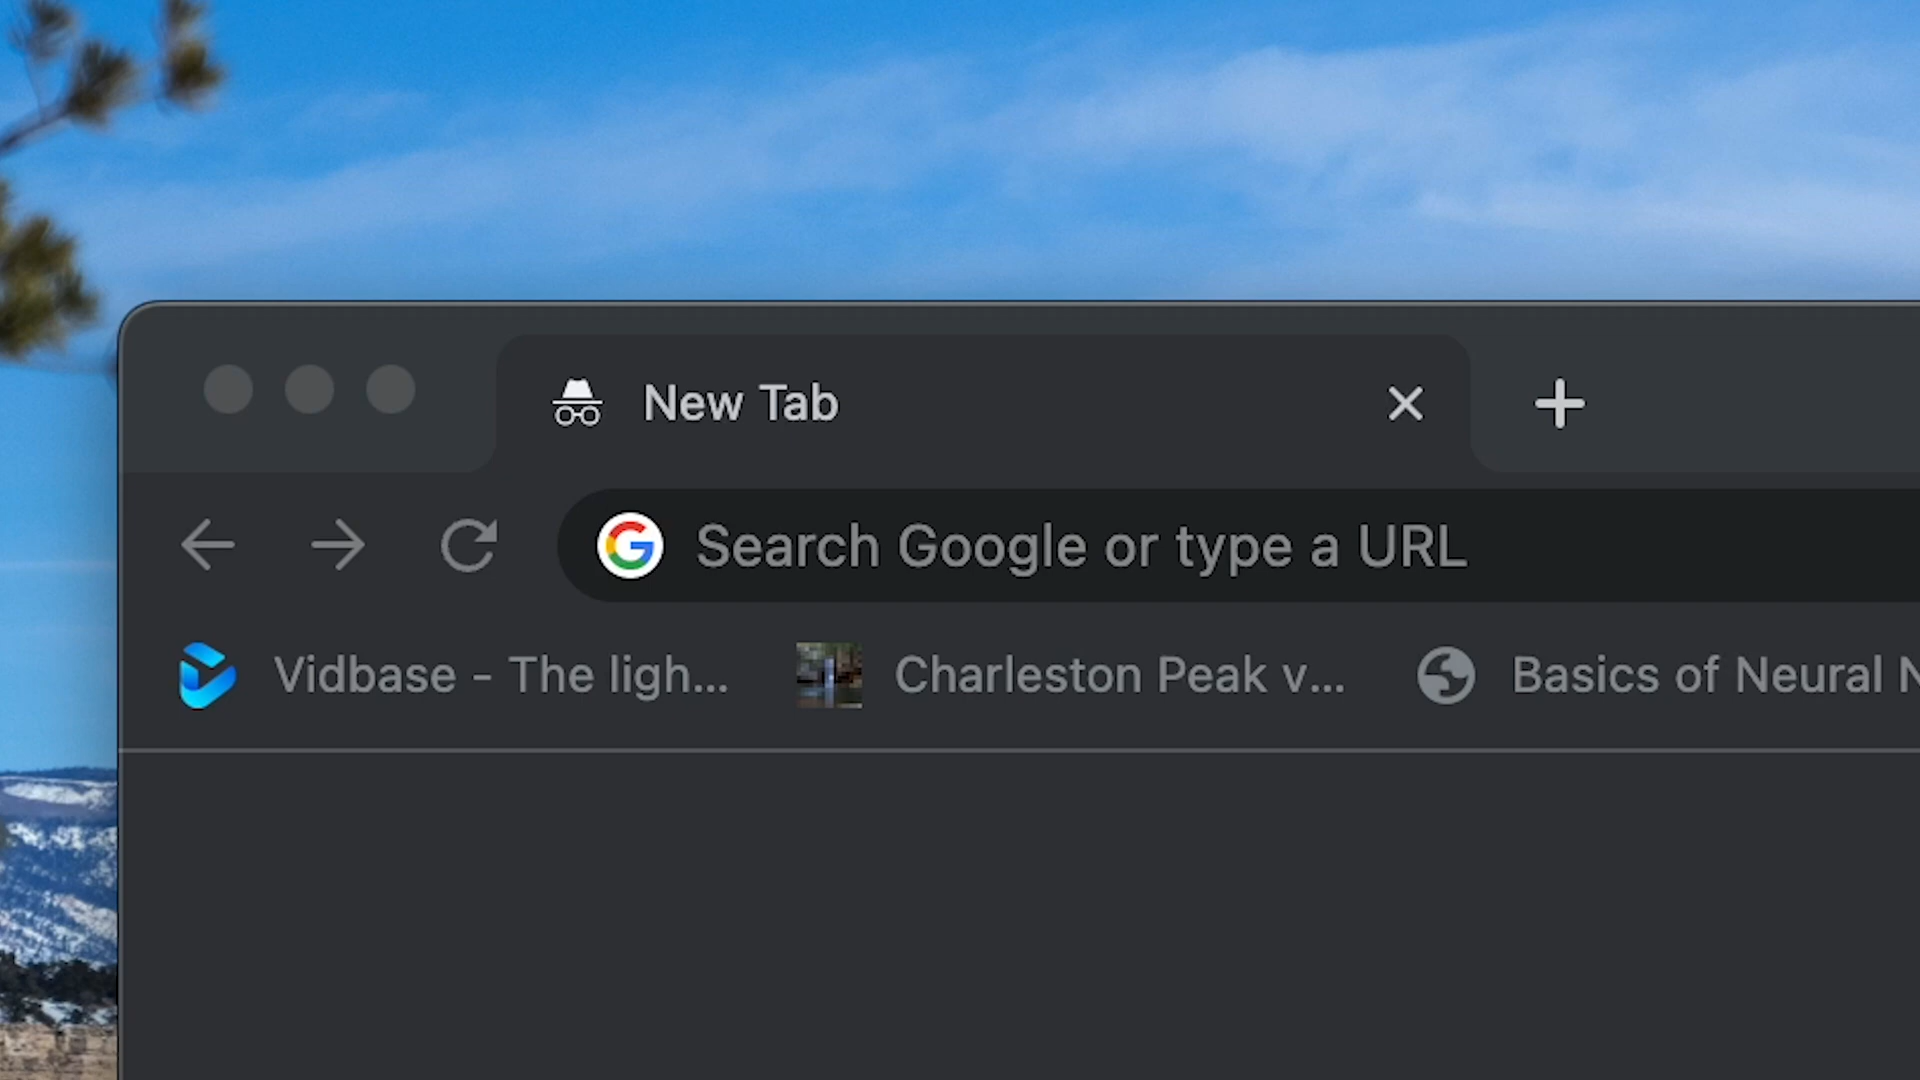 New Tab
Search Google or type a URL
Vidbase - The ligh... Charleston Peak v... Basics of Neural N